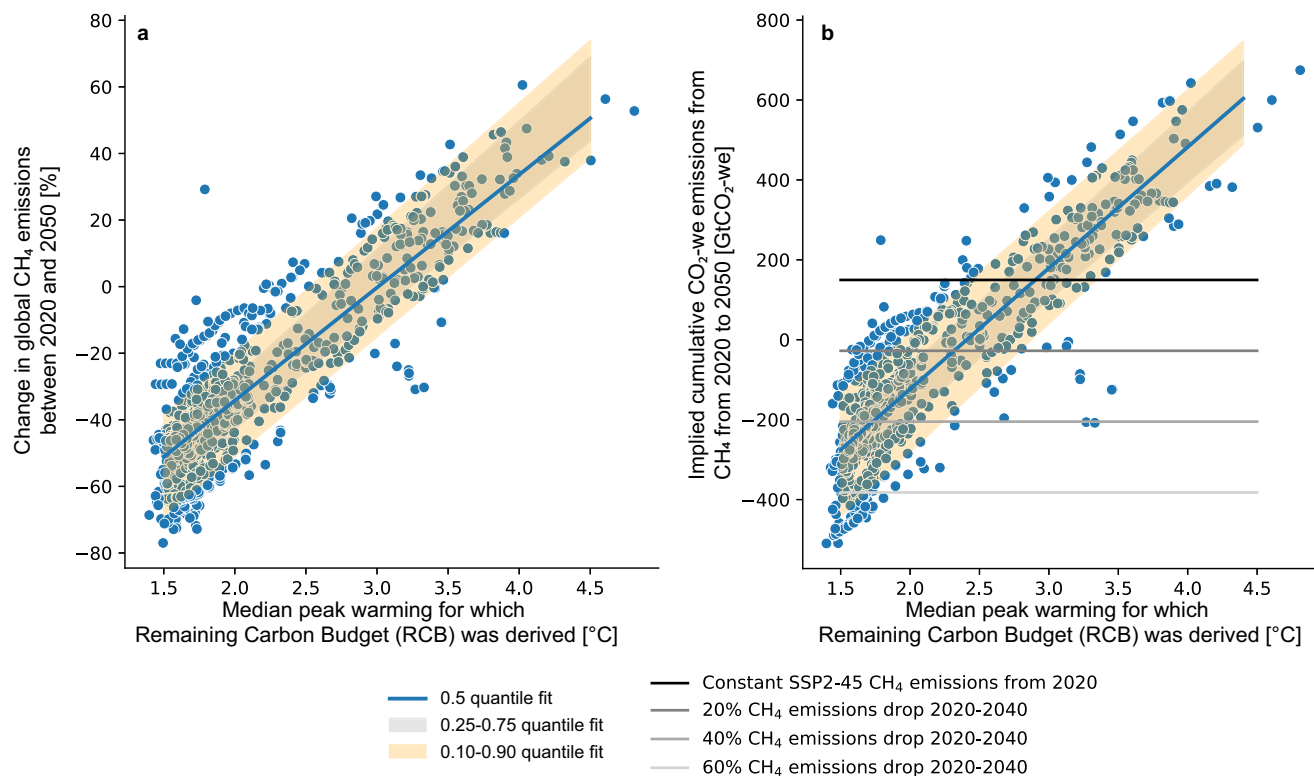 a
Change in global CH₄ emissions
between 2020 and 2050 [%]
80
60
40
20
0
−20
−40
−60
−80
1.5 2.0 2.5 3.0 3.5 4.0 4.5
Median peak warming for which
Remaining Carbon Budget (RCB) was derived [°C]
b
Implied cumulative CO₂-we emissions from
CH₄ from 2020 to 2050 [GtCO₂-we]
800
600
400
200
0
−200
−400
1.5 2.0 2.5 3.0 3.5 4.0 4.5
Median peak warming for which
Remaining Carbon Budget (RCB) was derived [°C]
0.5 quantile fit
0.25-0.75 quantile fit
0.10-0.90 quantile fit
Constant SSP2-45 CH₄ emissions from 2020
20% CH₄ emissions drop 2020-2040
40% CH₄ emissions drop 2020-2040
60% CH₄ emissions drop 2020-2040